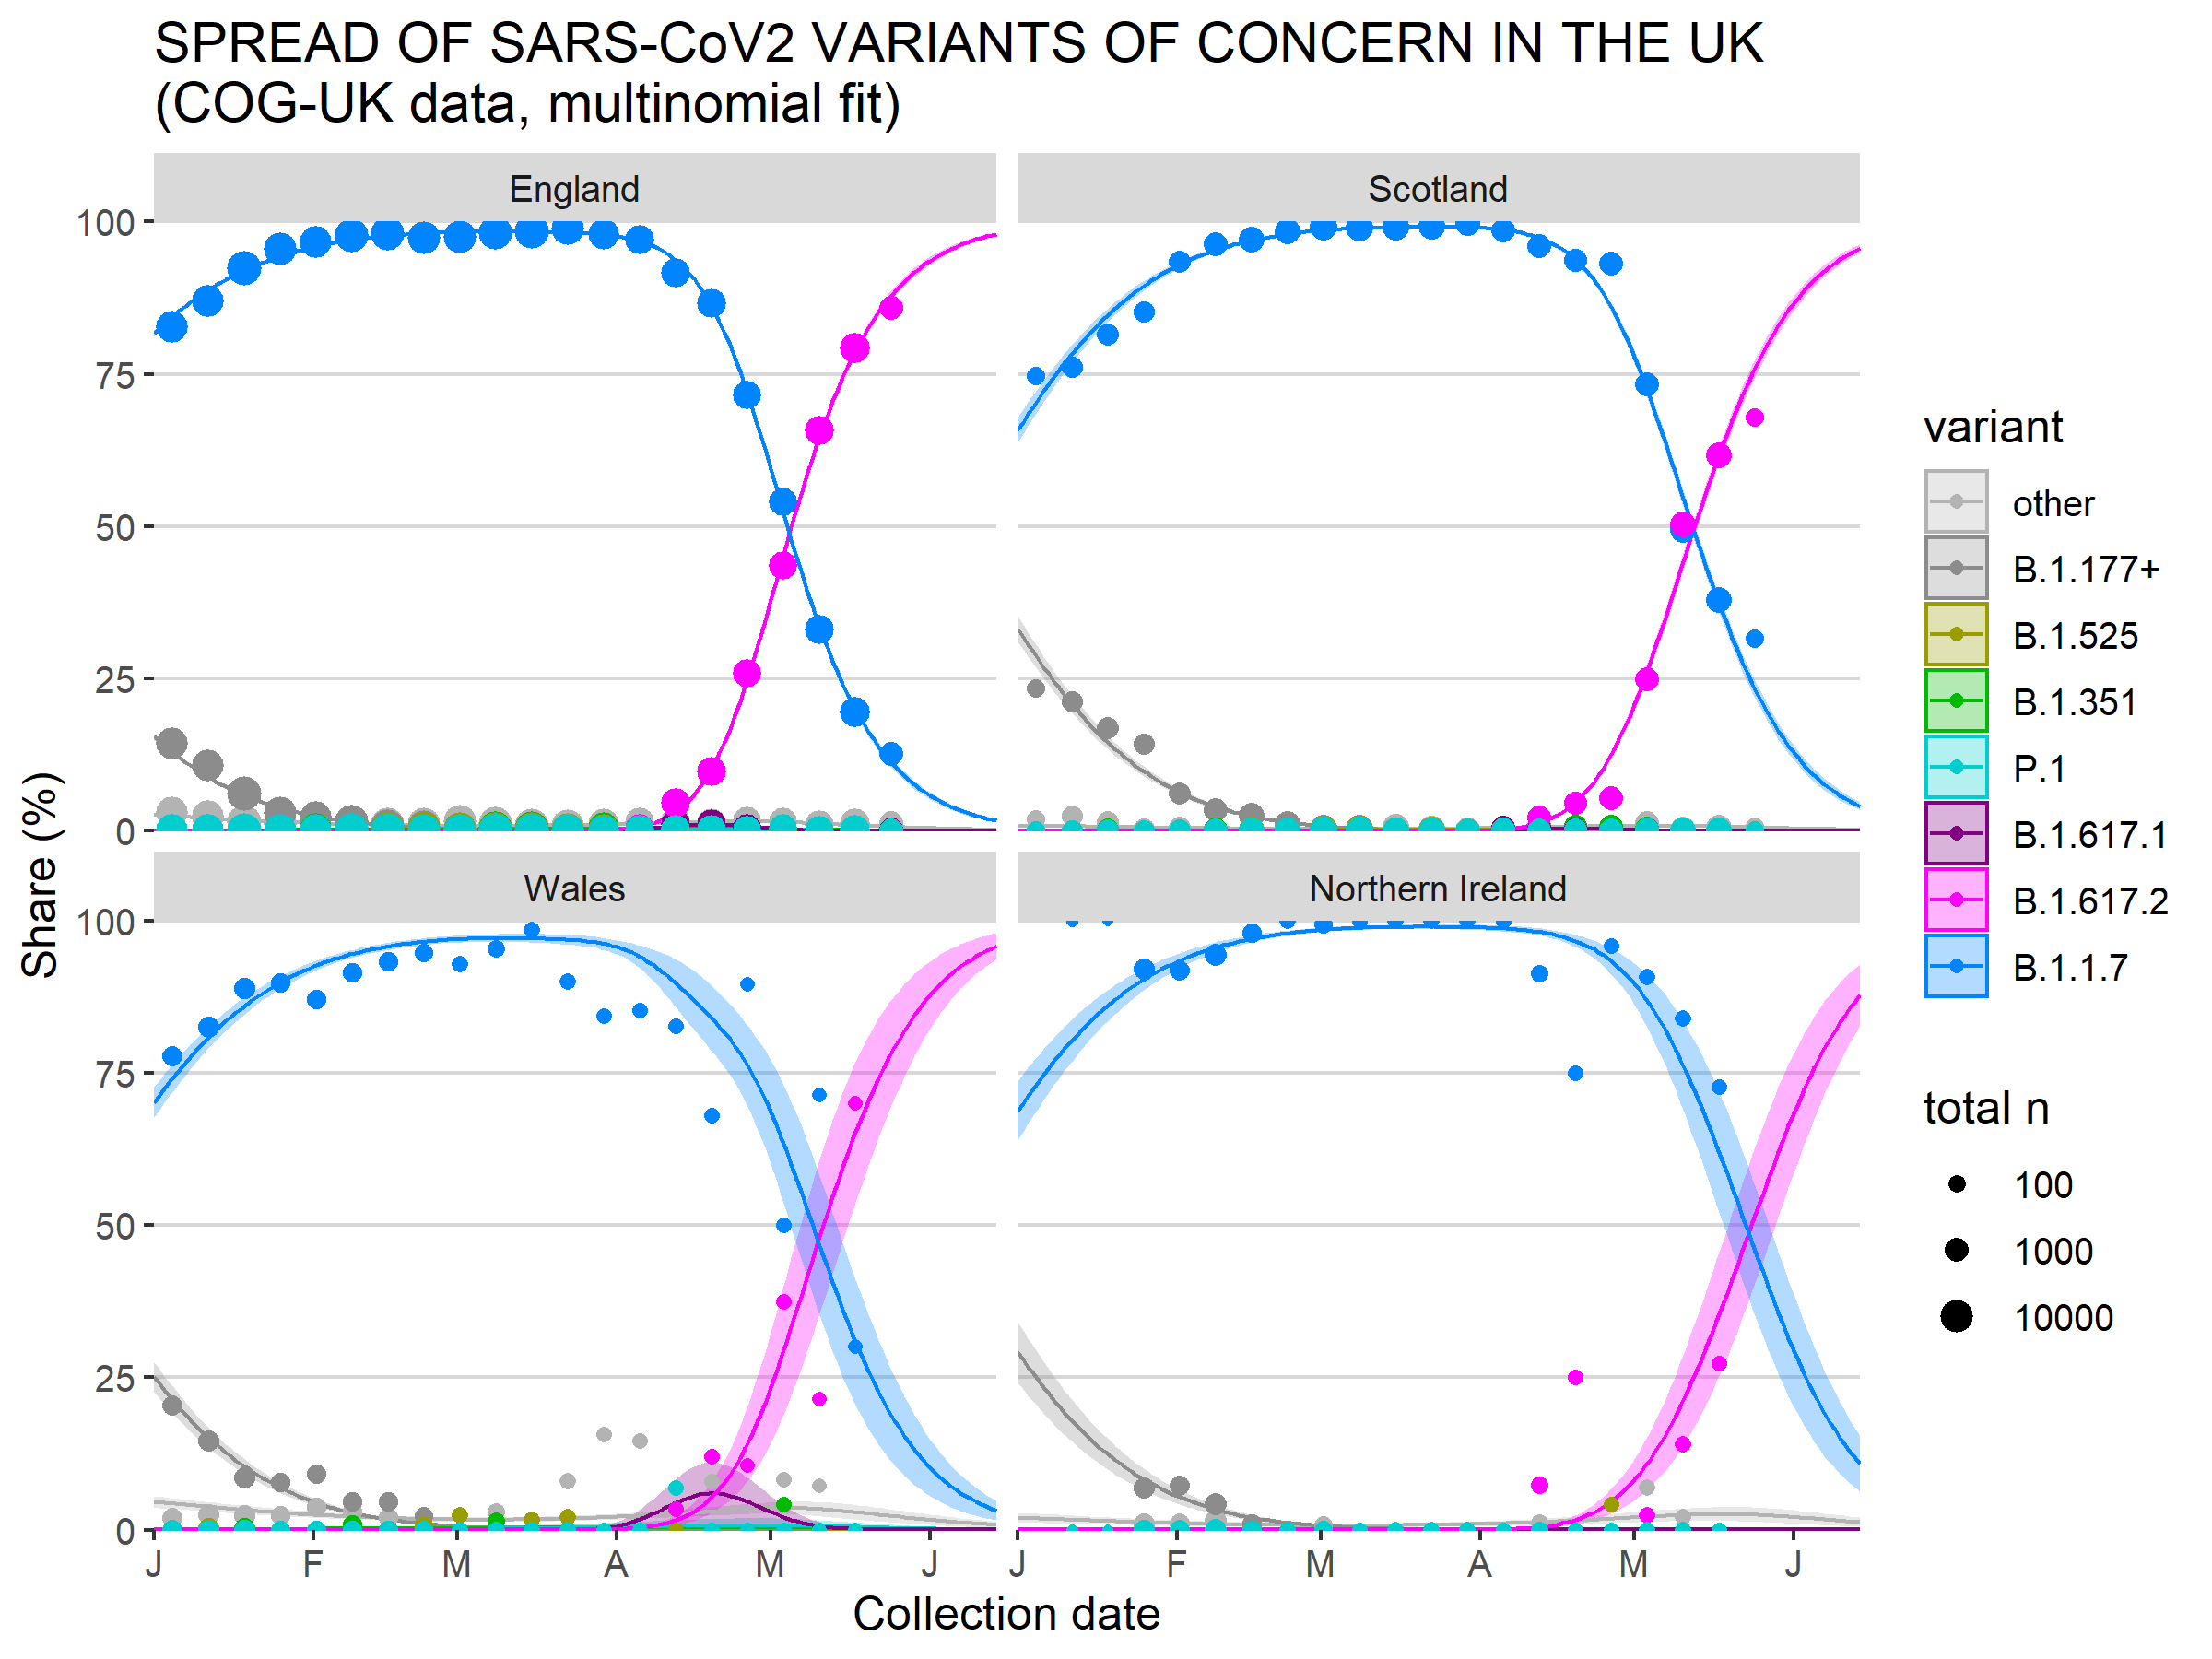 SPREAD OF SARS-CoV2 VARIANTS OF CONCERN IN THE UK
(COG-UK data, multinomial fit)
England
Scotland
100
75
50
25
0
Wales
Northern Ireland
100
75
50
25
0
Share (%)
J F M A M J
J F M A M J
Collection date
variant
other
B.1.177+
B.1.525
B.1.351
P.1
B.1.617.1
B.1.617.2
B.1.1.7
total n
100
1000
10000